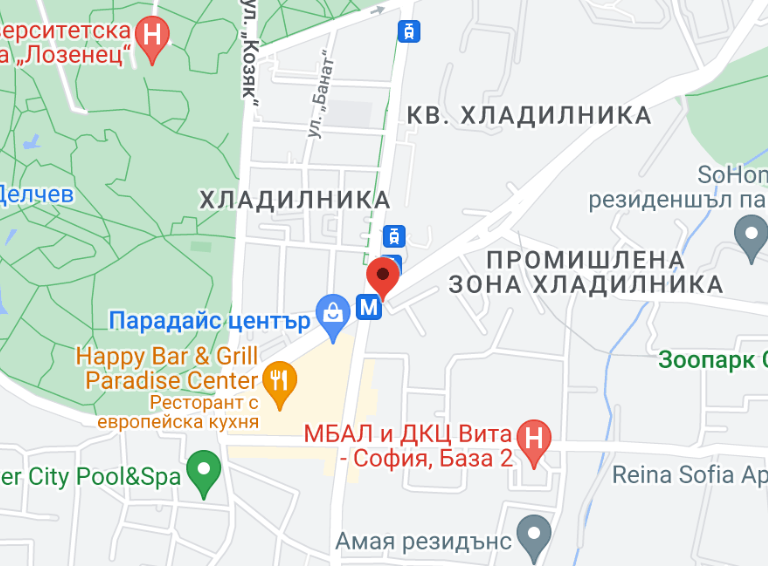 ул. „Козяк“
верситетска
а „Лозенец“
ул. „Банат“
КВ. ХЛАДИЛНИКА
SoHom
резиденшъл па
Делчев
ХЛАДИЛНИКА
ПРОМИШЛЕНА
ЗОНА ХЛАДИЛНИКА
M
Парадайс център
Happy Bar & Grill
Paradise Center
Ресторант с
европейска кухня
Зоопарк С
МБАЛ и ДКЦ Вита
- София, База 2
er City Pool&Spa
Reina Sofia Ap
Амая резидънс